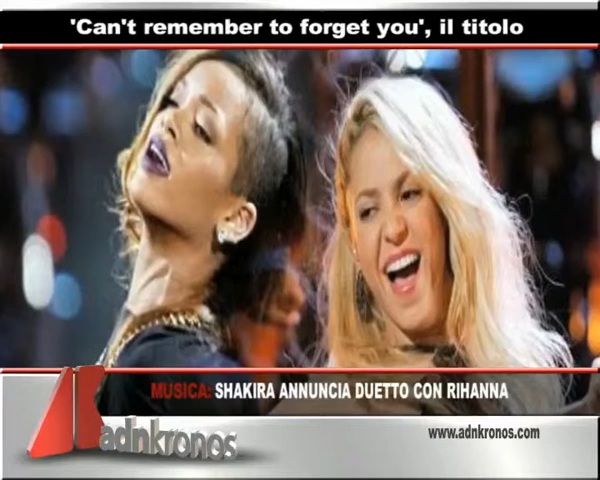 'Can't remember to forget you', il titolo
MUSICA: SHAKIRA ANNUNCIA DUETTO CON RIHANNA
adnkronos
www.adnkronos.com